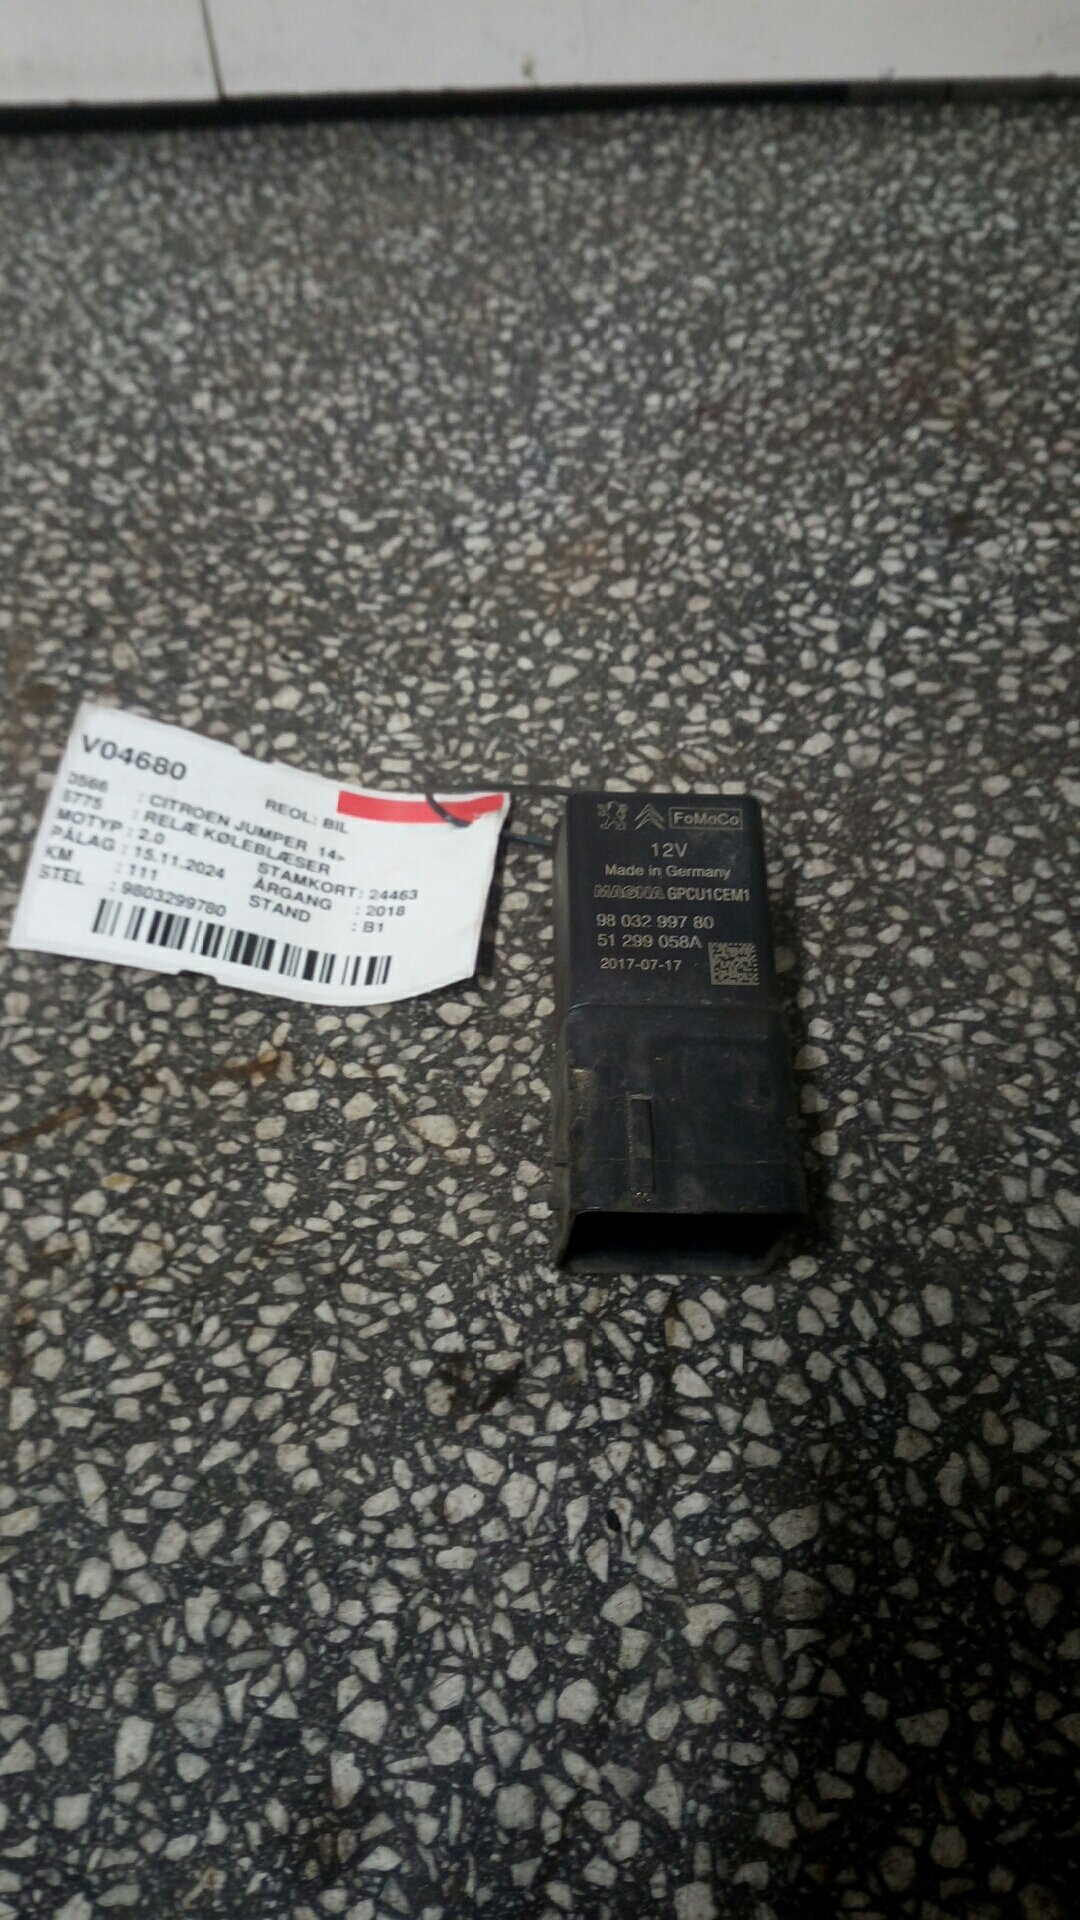 V04680
REOL: BIL
3566 : CITROEN JUMPER 14>
8775 : RELÆ KØLEBLÆSER
MOTYP : 2.0 STAMKORT : 24463
PÅLAG : 15.11.2024 ÅRGANG : 2018
KM : 111 STAND : B1
STEL : 9803299780
FoMoCo
12V
Made in Germany
MAGNA GPCU1CEM1
98 032 997 80
51 299 058A
2017-07-17